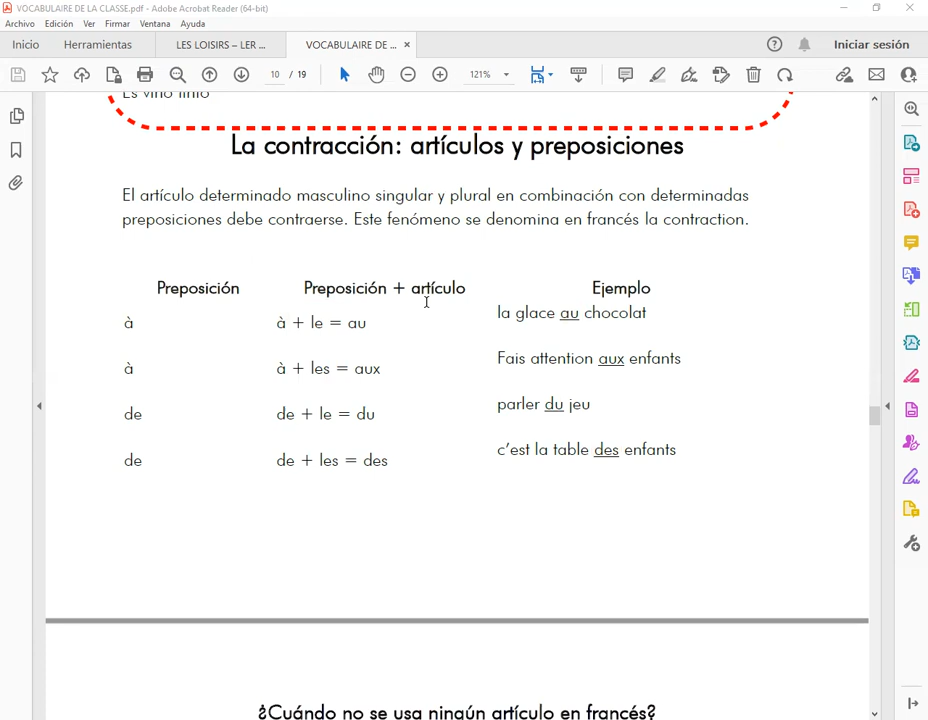 VOCABULAIRE DE LA CLASSE.pdf - Adobe Acrobat Reader (64-bit)
Archivo Edición Ver Firmar Ventana Ayuda
Inicio Herramientas LES LOISIRS – LER ... VOCABULAIRE DE ... × Iniciar sesión
10 / 19 121%
Es vino tinto
La contracción: artículos y preposiciones
El artículo determinado masculino singular y plural en combinación con determinadas
preposiciones debe contraerse. Este fenómeno se denomina en francés la contraction.
Preposición Preposición + artículo Ejemplo
à à + le = au la glace au chocolat
à à + les = aux Fais attention aux enfants
de de + le = du parler du jeu
de de + les = des c’est la table des enfants
¿Cuándo no se usa ningún artículo en francés?